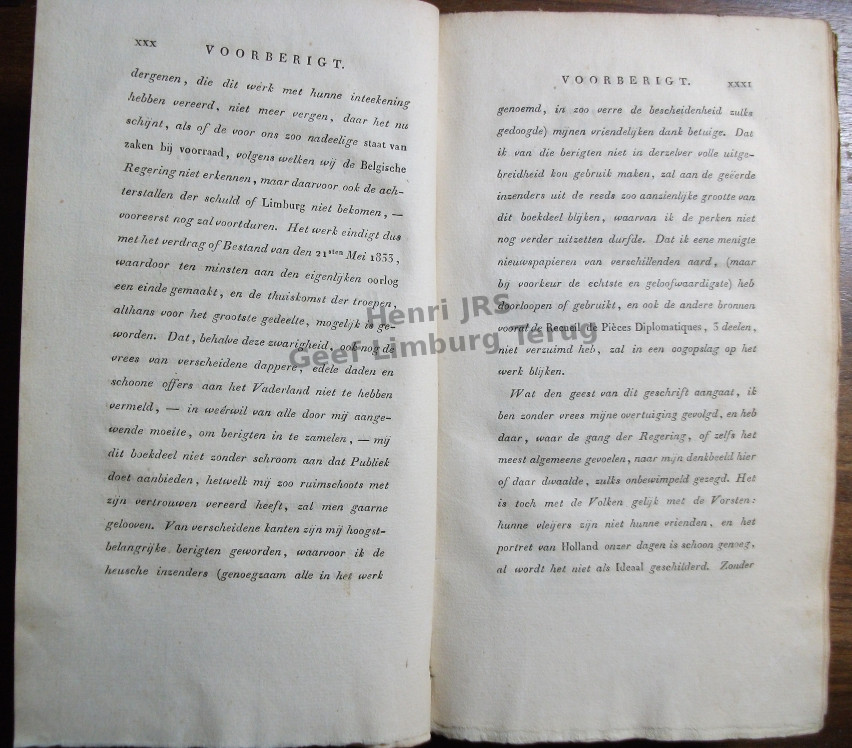 xxx VOORBERIGT.
dergenen, die dit werk met hunne inteekening
hebben vereerd, niet meer vergen, daar het nu
schijnt, als of de voor ons zoo nadeelige staat van
zaken bij voorraad, volgens welken wij de Belgische
Regering niet erkennen, maar daarvoor ook de ach-
terstallen der schuld of Limburg niet bekomen, —
vooreerst nog zal voortduren. Het werk eindigt dus
met het verdrag of Bestand van den 21sten Mei 1833,
waardoor ten minsten aan den eigenlijken oorlog
een einde gemaakt, en de thuiskomst der troepen,
althans voor het grootste gedeelte, mogelijk is ge-
worden. Dat, behalve deze zwarigheid, ook nog de
vrees van verscheidene dappere, edele daden en
schoone offers aan het Vaderland niet te hebben
vermeld, — in weêrwil van alle door mij aange-
wende moeite, om berigten in te zamelen, — mij
dit boekdeel niet zonder schroom aan dat Publiek
doet aanbieden, hetwelk mij zoo ruimschoots met
zijn vertrouwen vereerd heeft, zal men gaarne
gelooven. Van verscheidene kanten zijn mij hoogst-
belangrijke berigten geworden, waarvoor ik de
heusche inzenders (genoegzaam alle in het werk
VOORBERIGT. xxxi
genoemd, in zoo verre de bescheidenheid zulks
gedoogde) mijnen vriendelijken dank betuige. Dat
ik van die berigten niet in derzelver volle uitge-
breidheid kon gebruik maken, zal aan de geëerde
inzenders uit de reeds zoo aanzienlijke grootte van
dit boekdeel blijken, waarvan ik de perken niet
nog verder uitzetten durfde. Dat ik eene menigte
nieuwspapieren van verschillenden aard, (maar
bij voorkeur de echtste en geloofwaardigste) heb
doorloopen of gebruikt, en ook de andere bronnen
vooral de Recueil de Pièces Diplomatiques, 3 deelen,
niet verzuimd heb, zal in een oogopslag op het
werk blijken.
Wat den geest van dit geschrift aangaat, ik
ben zonder vrees mijne overtuiging gevolgd, en heb
daar, waar de gang der Regering, of zelfs het
meest algemeene gevoelen, naar mijn denkbeeld hier
of daar dwaalde, zulks onbewimpeld gezegd. Het
is toch met de Volken gelijk met de Vorsten:
hunne vleijers zijn niet hunne vrienden, en het
portret van Holland onzer dagen is schoon genoeg,
al wordt het niet als Ideaal geschilderd. Zonder
Henri JRS
Geef Limburg Terug